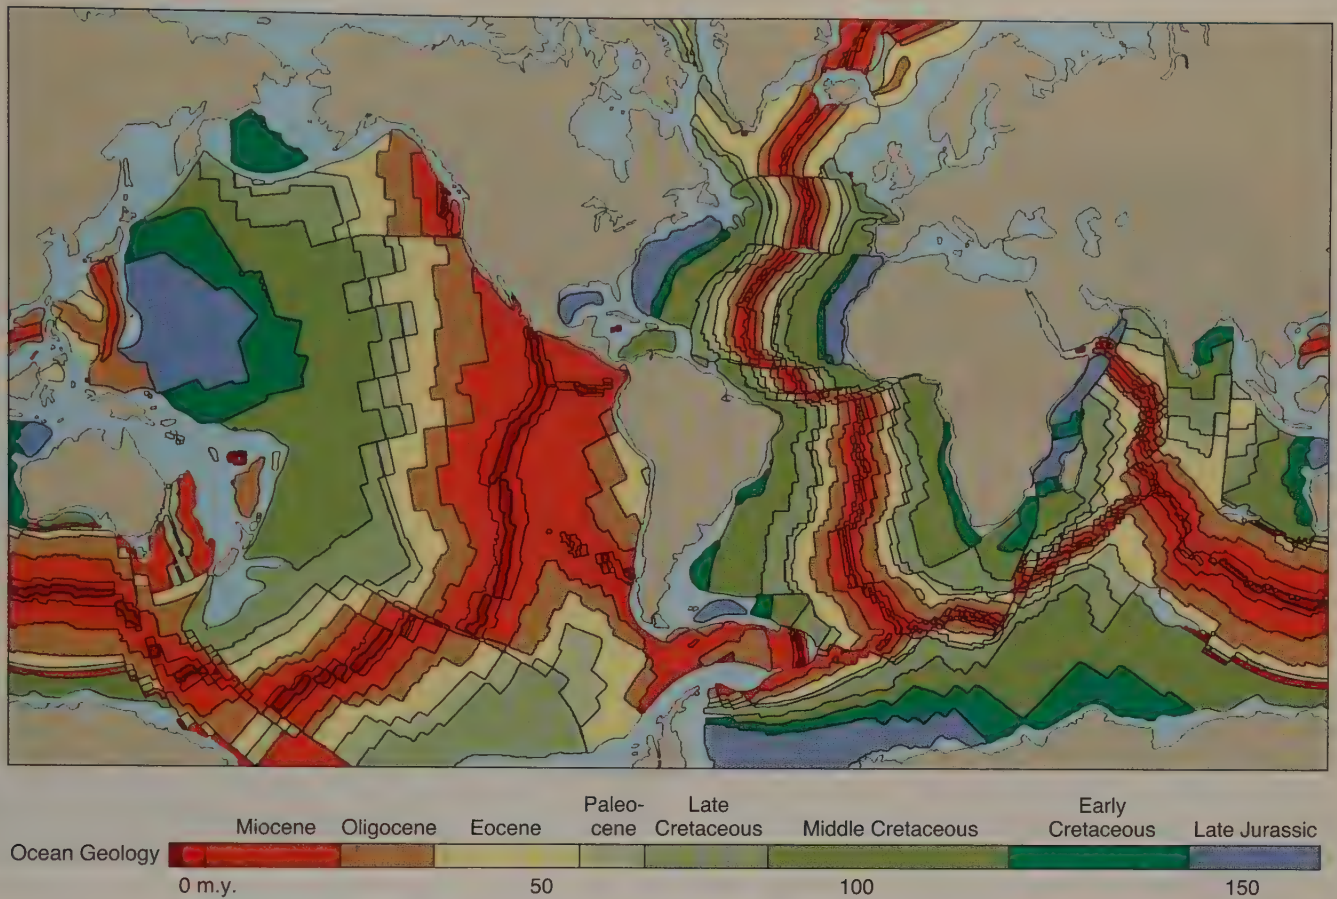 Paleo- Late Early
Miocene Oligocene Eocene cene Cretaceous Middle Cretaceous Cretaceous Late Jurassic
Ocean Geology
0 m.y. 50 100 150